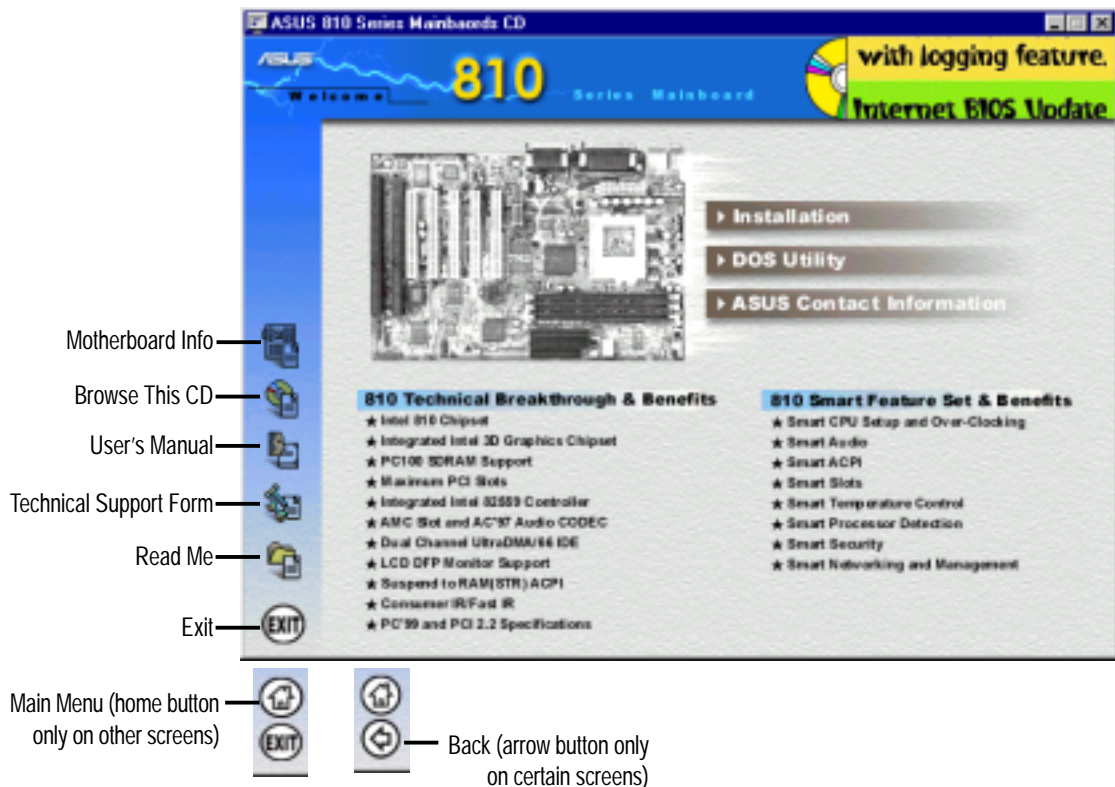 ASUS 810 Series Mainbaords CD
ASUS
Welcome
810
Series Mainboard
with logging feature.
Internet BIOS Update
Installation
DOS Utility
ASUS Contact Information
Motherboard Info
Browse This CD
User's Manual
Technical Support Form
Read Me
Exit
EXIT
810 Technical Breakthrough & Benefits
★ Intel 810 Chipset
★ Integrated Intel 3D Graphics Chipset
★ PC100 SDRAM Support
★ Maximum PCI Slots
★ Integrated Intel 82559 Controller
★ AMC Slot and AC'97 Audio CODEC
★ Dual Channel UltraDMA/66 IDE
★ LCD DFP Monitor Support
★ Suspend to RAM(STR) ACPI
★ Consumer IR/Fast IR
★ PC'99 and PCI 2.2 Specifications
810 Smart Feature Set & Benefits
★ Smart CPU Setup and Over-Clocking
★ Smart Audio
★ Smart ACPI
★ Smart Slots
★ Smart Temperature Control
★ Smart Processor Detection
★ Smart Security
★ Smart Networking and Management
Main Menu (home button
only on other screens)
EXIT
Back (arrow button only
on certain screens)